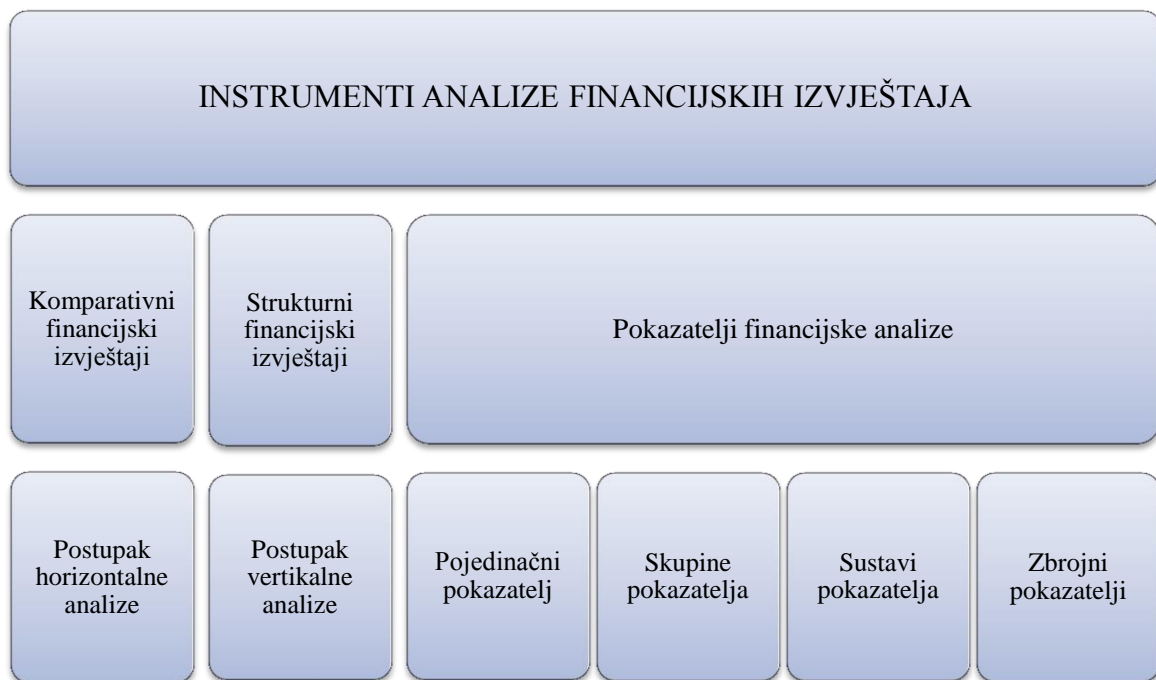 INSTRUMENTI ANALIZE FINANCIJSKIH IZVJEŠTAJA
Komparativni
financijski
izvještaji
Strukturni
financijski
izvještaji
Pokazatelji financijske analize
Postupak
horizontalne
analize
Postupak
vertikalne
analize
Pojedinačni
pokazatelj
Skupine
pokazatelja
Sustavi
pokazatelja
Zbrojni
pokazatelji